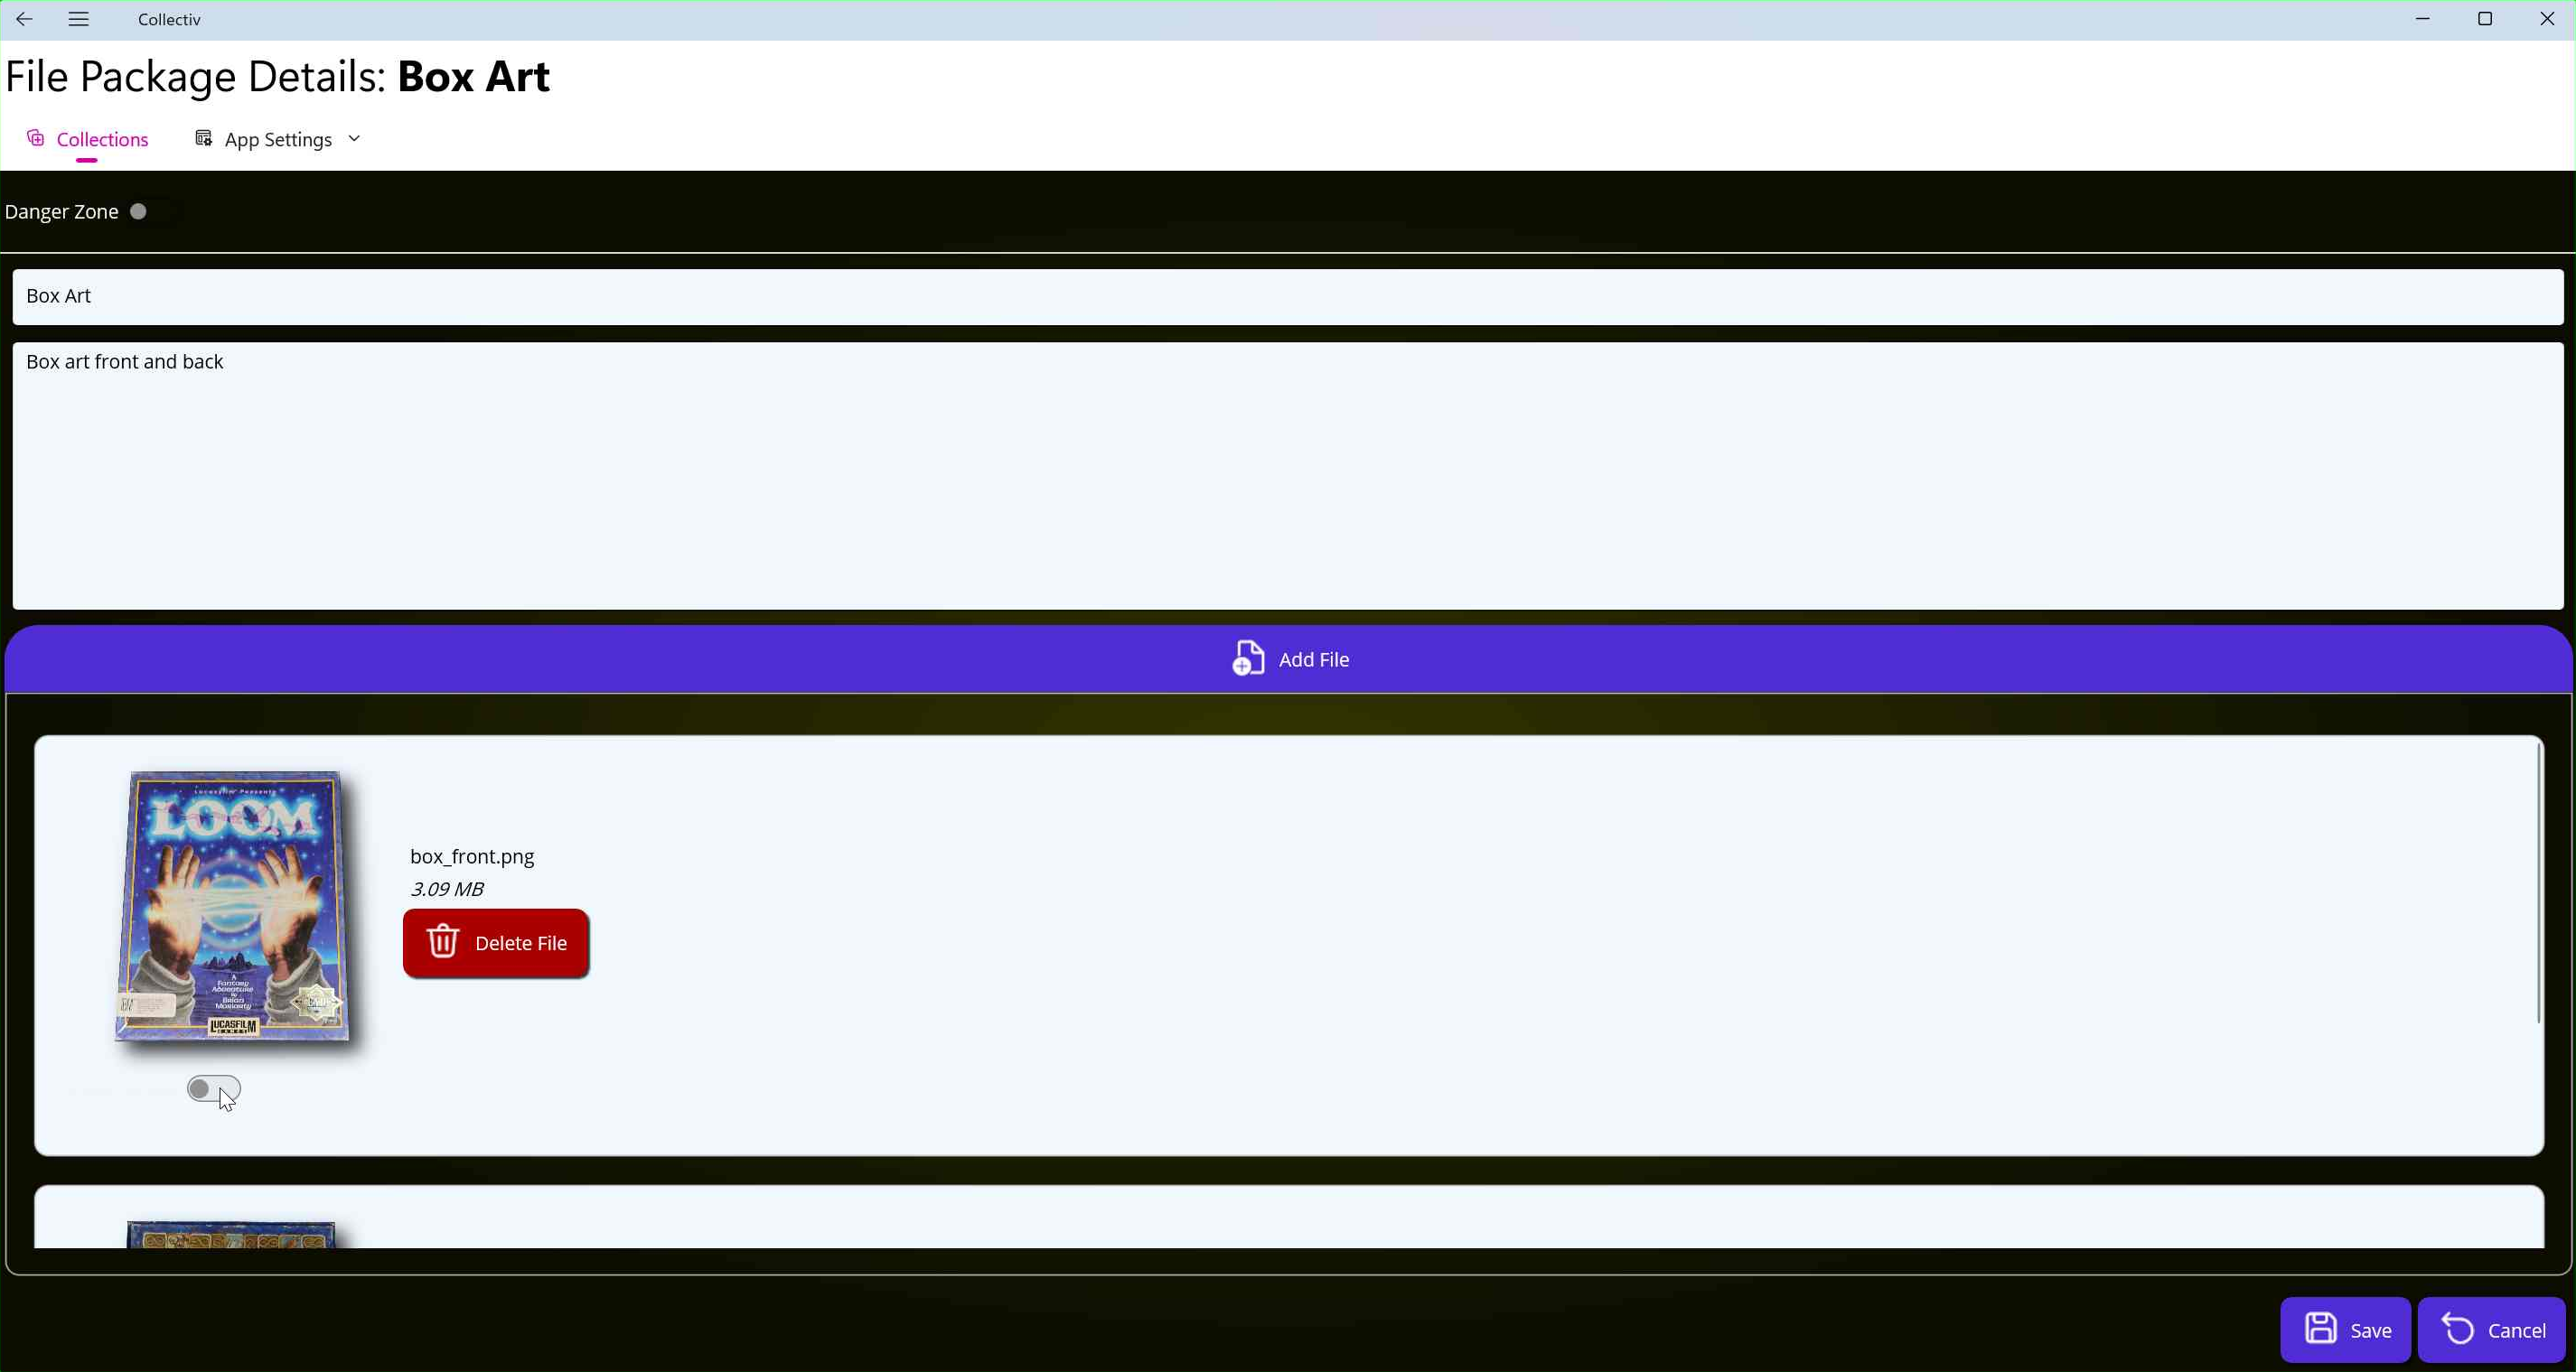 Collectiv
File Package Details: Box Art
Collections
App Settings
Danger Zone
Box Art
Box art front and back
Add File
Lucasfilm Presents
LOOM
A
Fantasy
Adventure
by
Brian
Moriarty
LUCASFILM
GAMES
box_front.png
3.09 MB
Delete File
Save
Cancel